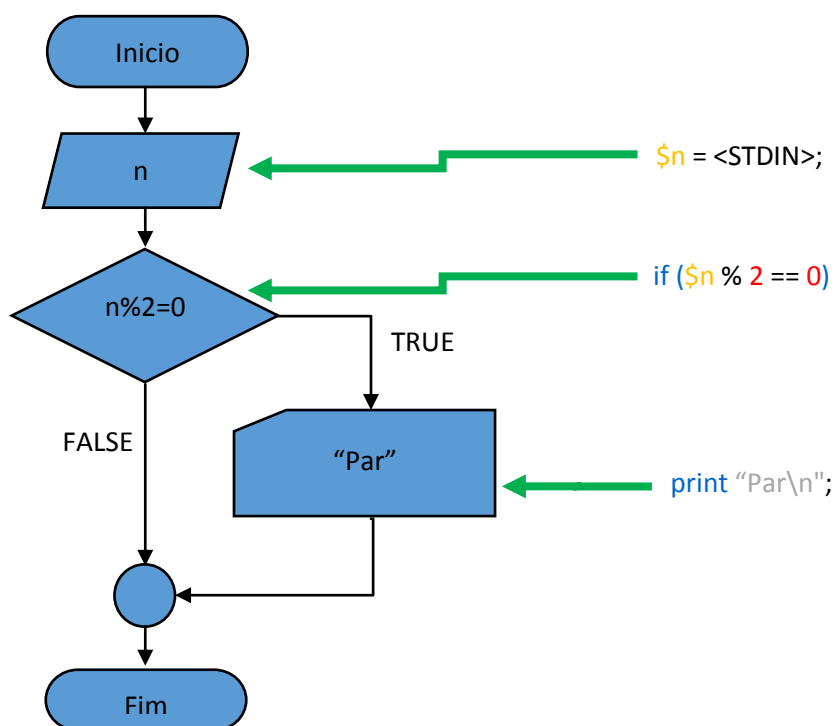 Inicio
n
$n = <STDIN>;
n%2=0
if ($n % 2 == 0)
TRUE
FALSE
“Par”
print “Par\n";
Fim